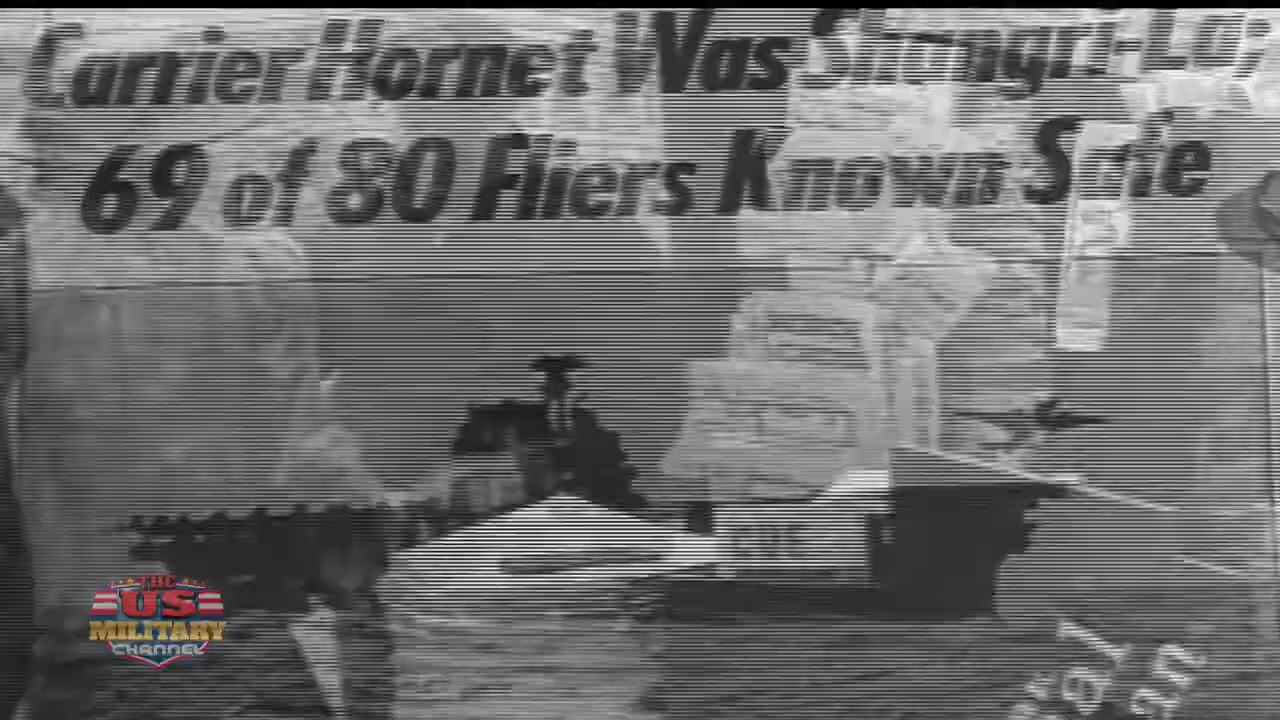 Carrier Hornet Was Shangri-La;
69 of 80 Fliers Known Safe
THE
US
MILITARY
CHANNEL